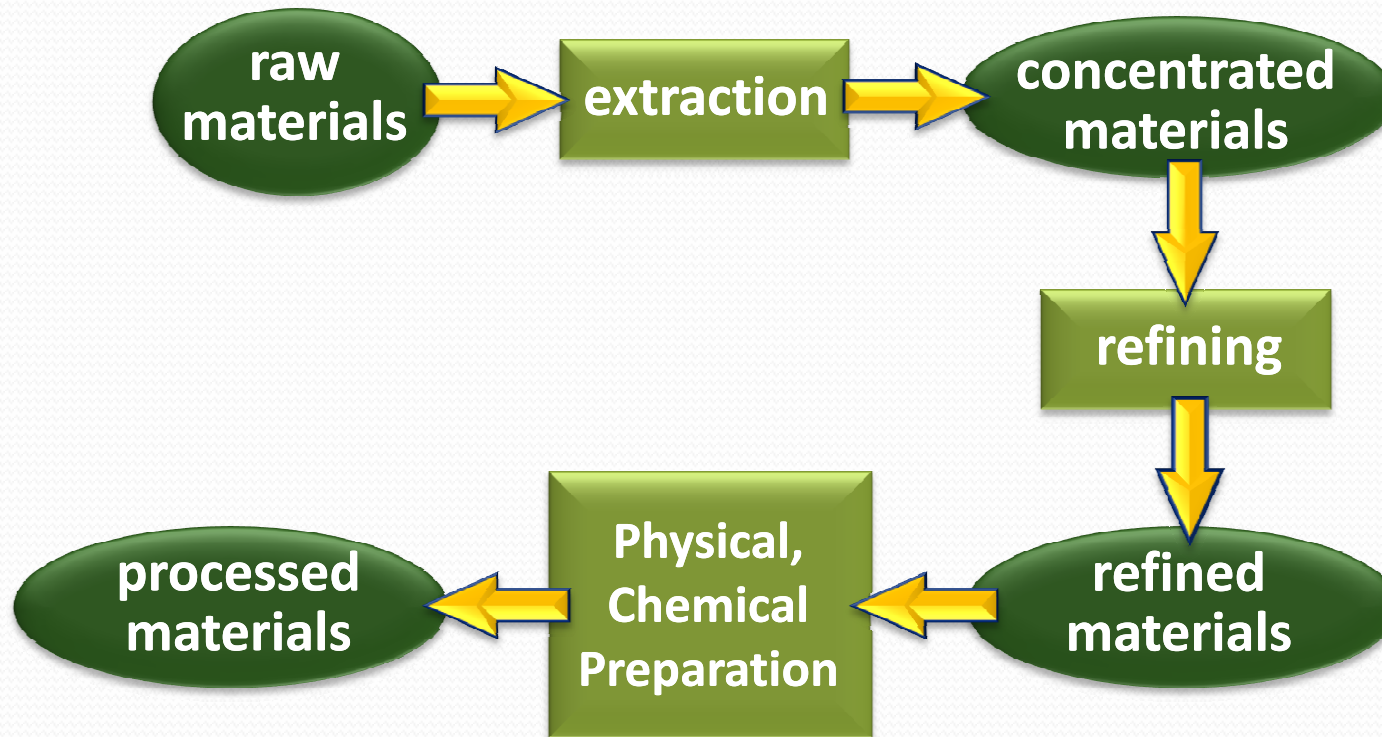 raw
materials
extraction
concentrated
materials
refining
refined
materials
Physical,
Chemical
Preparation
processed
materials